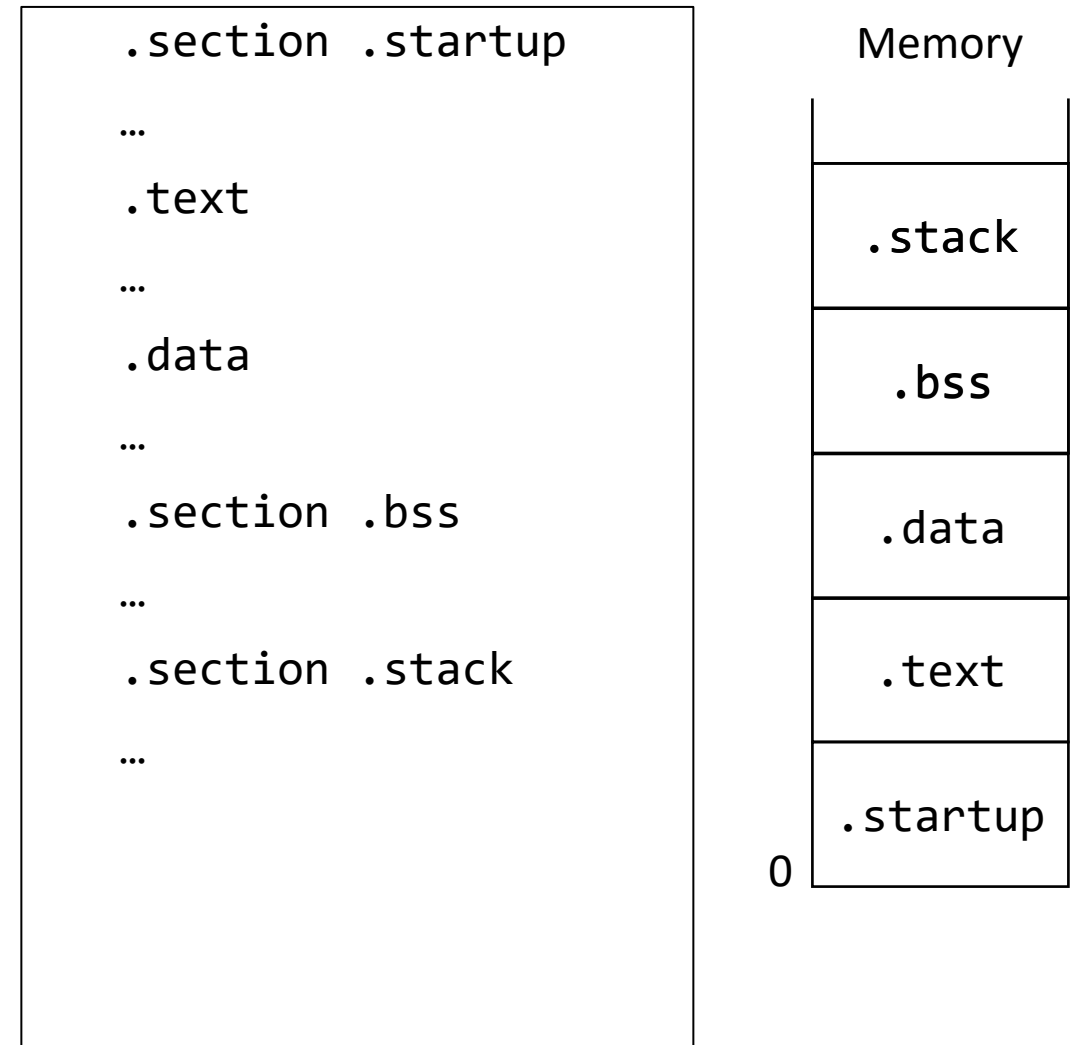 .section .startup
…
.text
…
.data
…
.section .bss
…
.section .stack
…
Memory
.stack
.bss
.data
.text
.startup
0